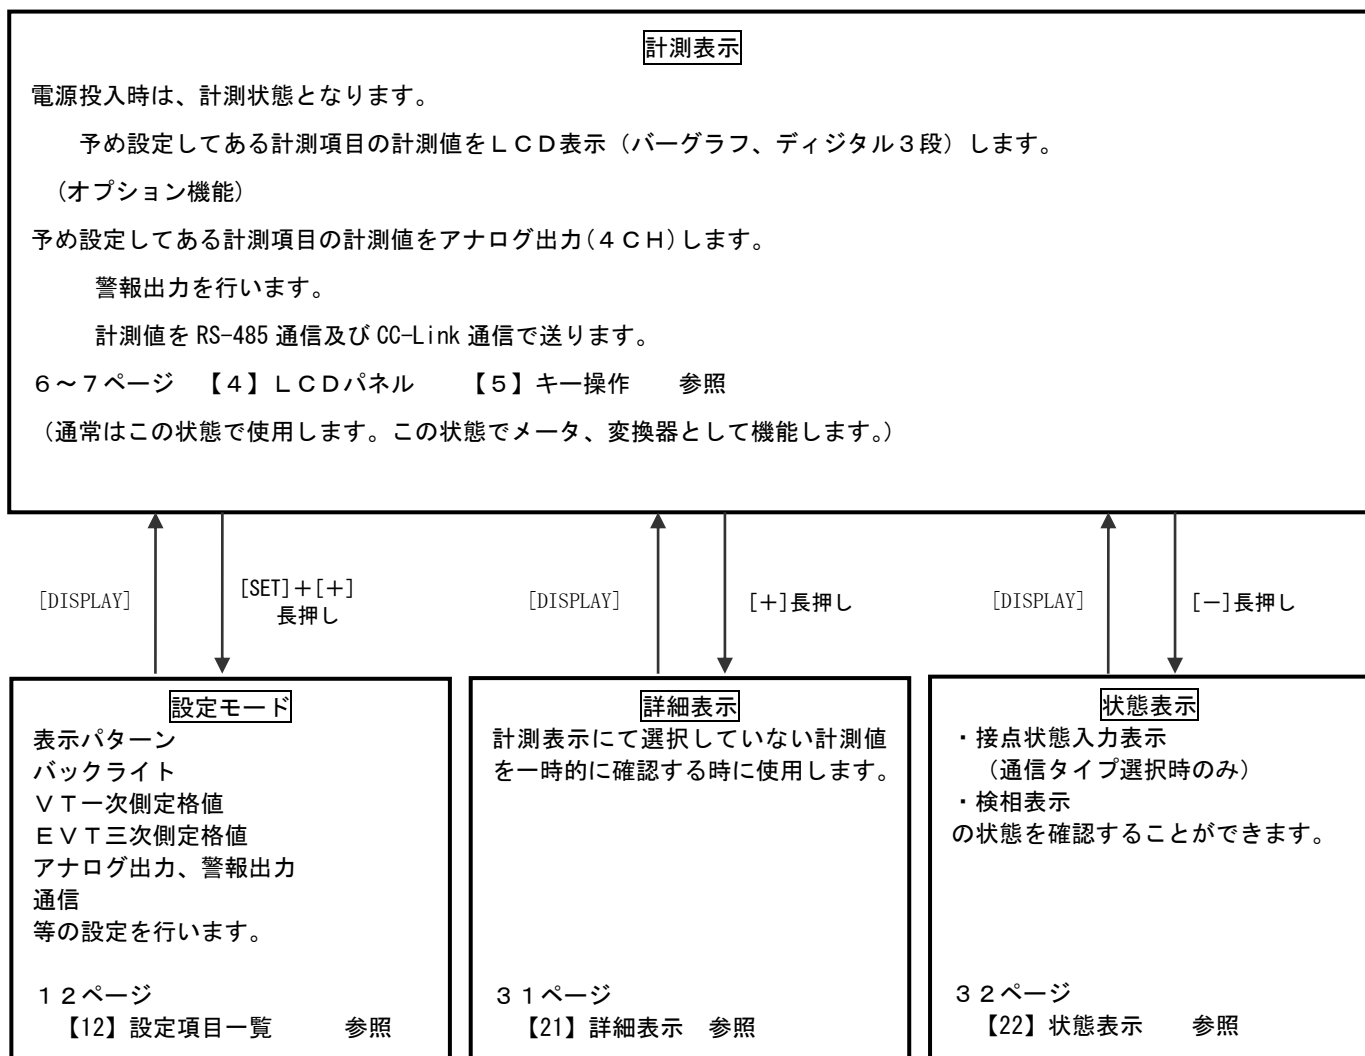 計測表示
電源投入時は、計測状態となります。
予め設定してある計測項目の計測値をLCD表示(バーグラフ、ディジタル3段)します。
(オプション機能)
予め設定してある計測項目の計測値をアナログ出力(4CH)します。
警報出力を行います。
計測値を RS-485 通信及び CC-Link 通信で送ります。
6~7ページ 【4】LCDパネル 【5】キー操作 参照
(通常はこの状態で使用します。この状態でメータ、変換器として機能します。)
[DISPLAY]
[SET]+[+]
長押し
[DISPLAY]
[+]長押し
[DISPLAY]
[-]長押し
設定モード
表示パターン
バックライト
VT一次側定格値
EVT三次側定格値
アナログ出力、警報出力
通信
等の設定を行います。
12ページ
【12】設定項目一覧 参照
詳細表示
計測表示にて選択していない計測値
を一時的に確認する時に使用します。
31ページ
【21】詳細表示 参照
状態表示
・接点状態入力表示
(通信タイプ選択時のみ)
・検相表示
の状態を確認することができます。
32ページ
【22】状態表示 参照